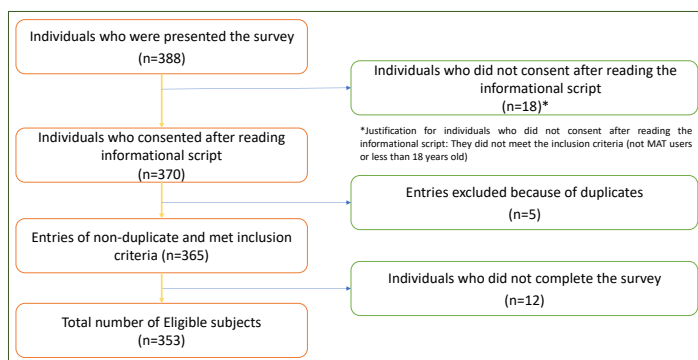 Individuals who were presented the survey
(n=388)
Individuals who did not consent after reading the
informational script
(n=18)*
*Justification for individuals who did not consent after reading the
informational script: They did not meet the inclusion criteria (not MAT users
or less than 18 years old)
Individuals who consented after reading
informational script
(n=370)
Entries excluded because of duplicates
(n=5)
Entries of non-duplicate and met inclusion
criteria (n=365)
Individuals who did not complete the survey
(n=12)
Total number of Eligible subjects
(n=353)